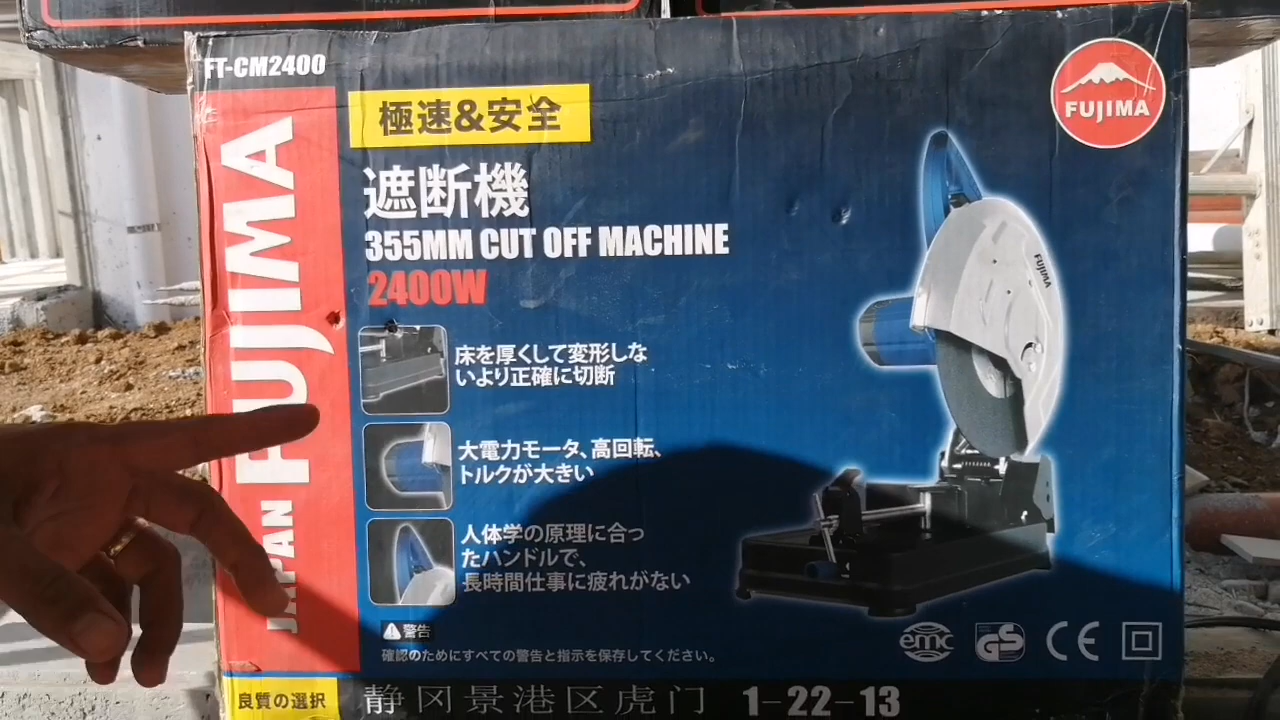 FT-CM2400
JAPAN FUJIMA
極速&安全
FUJIMA
遮断機
355MM CUT OFF MACHINE
2400W
FUJIMA
床を厚くして変形しな
いより正確に切断
大電力モータ、高回転、
トルクが大きい
人体学の原理に合っ
たハンドルで、
長時間仕事に疲れがない
警告
確認のためにすべての警告と指示を保存してください。
emc GS CE
良質の選択
静冈景港区虎门 1-22-13